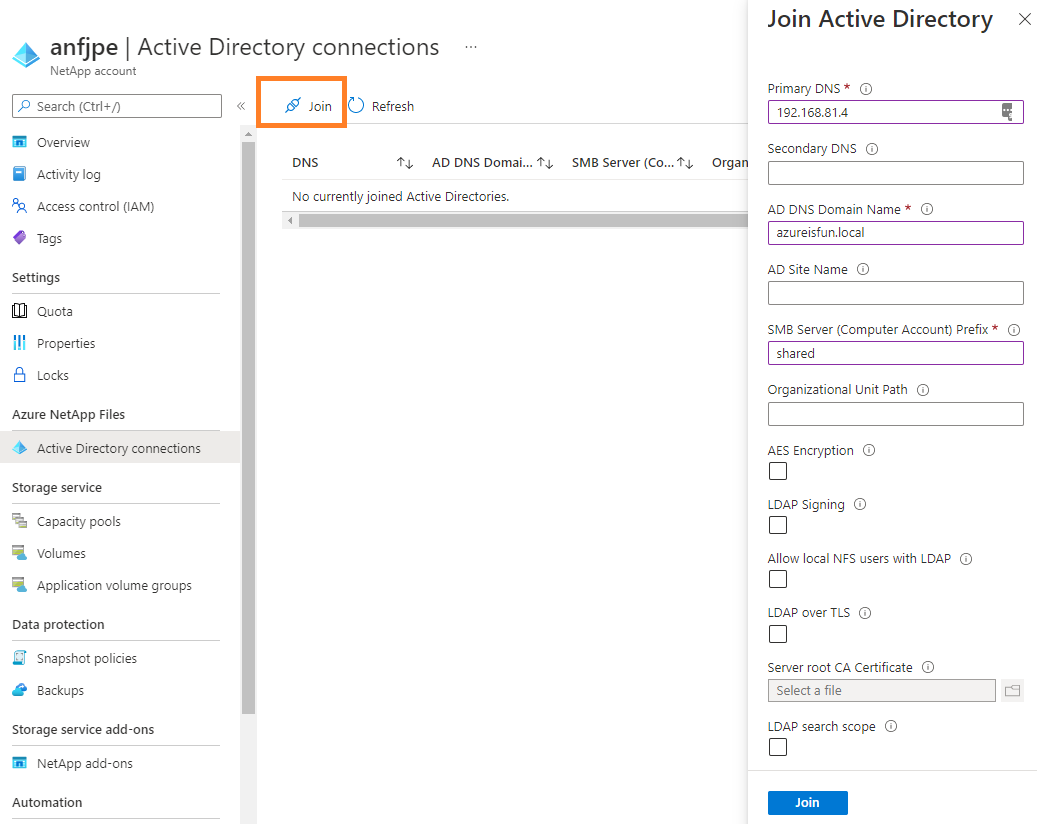 anfjpe | Active Directory connections ...
NetApp account
Search (Ctrl+/)
«
Overview
Activity log
Access control (IAM)
Tags
Settings
Quota
Properties
Locks
Azure NetApp Files
Active Directory connections
Storage service
Capacity pools
Volumes
Application volume groups
Data protection
Snapshot policies
Backups
Storage service add-ons
NetApp add-ons
Automation
Join Refresh
DNS AD DNS Domai... SMB Server (Co... Organ
No currently joined Active Directories.
Join Active Directory
Primary DNS *
192.168.81.4
Secondary DNS
AD DNS Domain Name *
azureisfun.local
AD Site Name
SMB Server (Computer Account) Prefix *
shared
Organizational Unit Path
AES Encryption
LDAP Signing
Allow local NFS users with LDAP
LDAP over TLS
Server root CA Certificate
Select a file
LDAP search scope
Join